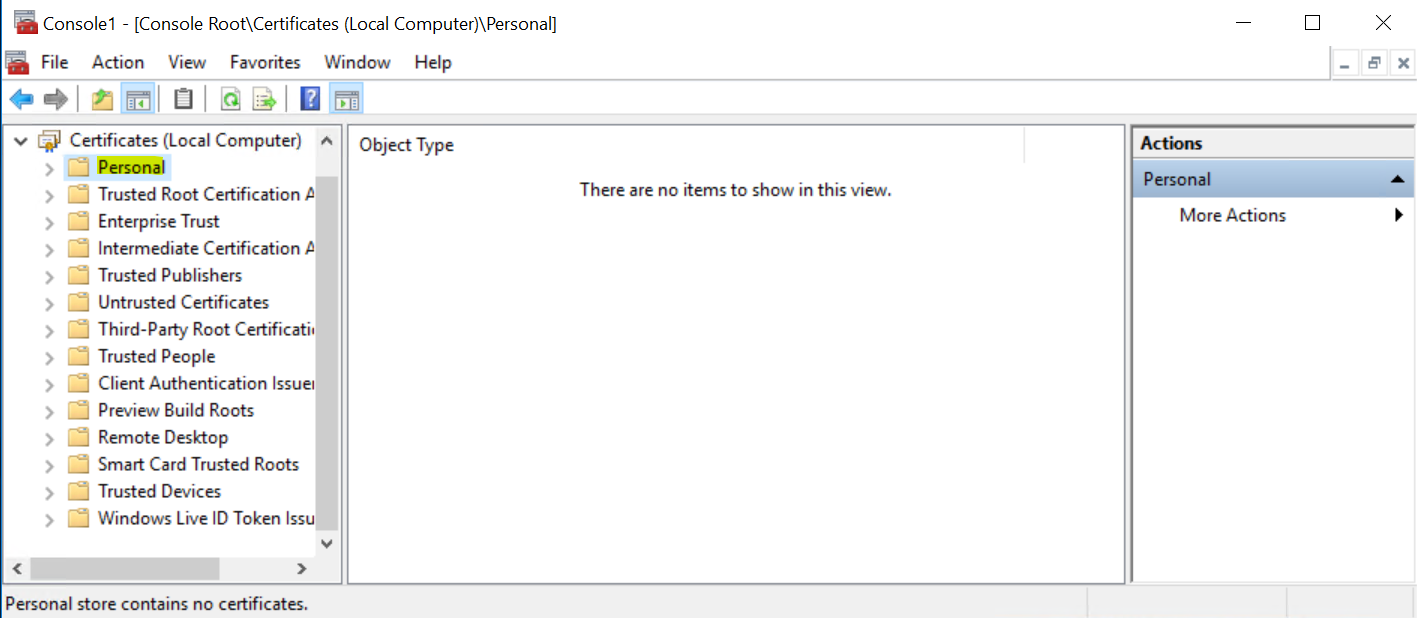 Console1 - [Console Root\Certificates (Local Computer)\Personal]
File Action View Favorites Window Help
Certificates (Local Computer)
Personal
Trusted Root Certification A
Enterprise Trust
Intermediate Certification A
Trusted Publishers
Untrusted Certificates
Third-Party Root Certificati
Trusted People
Client Authentication Issuer
Preview Build Roots
Remote Desktop
Smart Card Trusted Roots
Trusted Devices
Windows Live ID Token Issu
Object Type
There are no items to show in this view.
Actions
Personal
More Actions
Personal store contains no certificates.